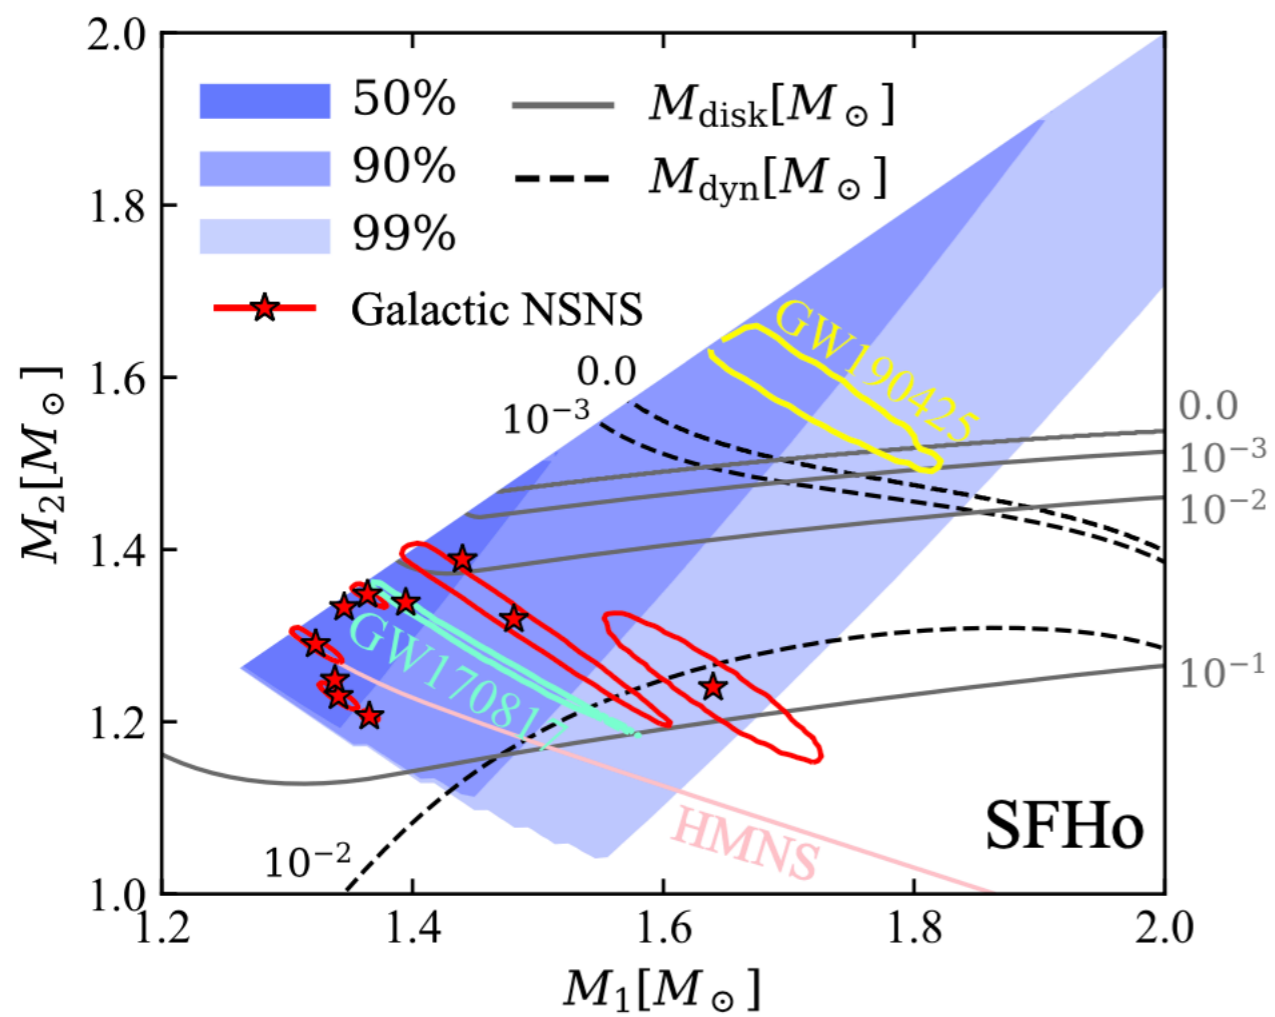 2.0
50%
M_disk[M_⊙]
90%
M_dyn[M_⊙]
1.8
99%
Galactic NSNS
GW190425
1.6
0.0
0.0
10⁻³
10⁻³
10⁻²
M₂[M_⊙]
1.4
GW170817
10⁻¹
1.2
HMNS
SFHo
10⁻²
1.0
1.2 1.4 1.6 1.8 2.0
M₁[M_⊙]